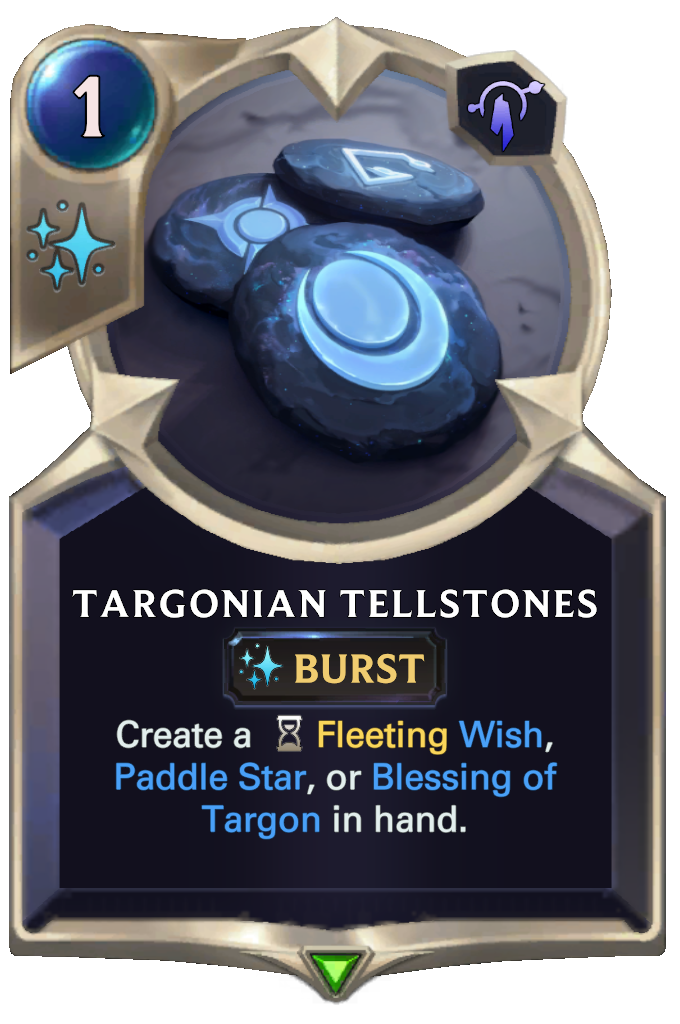 1
TARGONIAN TELLSTONES
BURST
Create a Fleeting Wish,
Paddle Star, or Blessing of
Targon in hand.